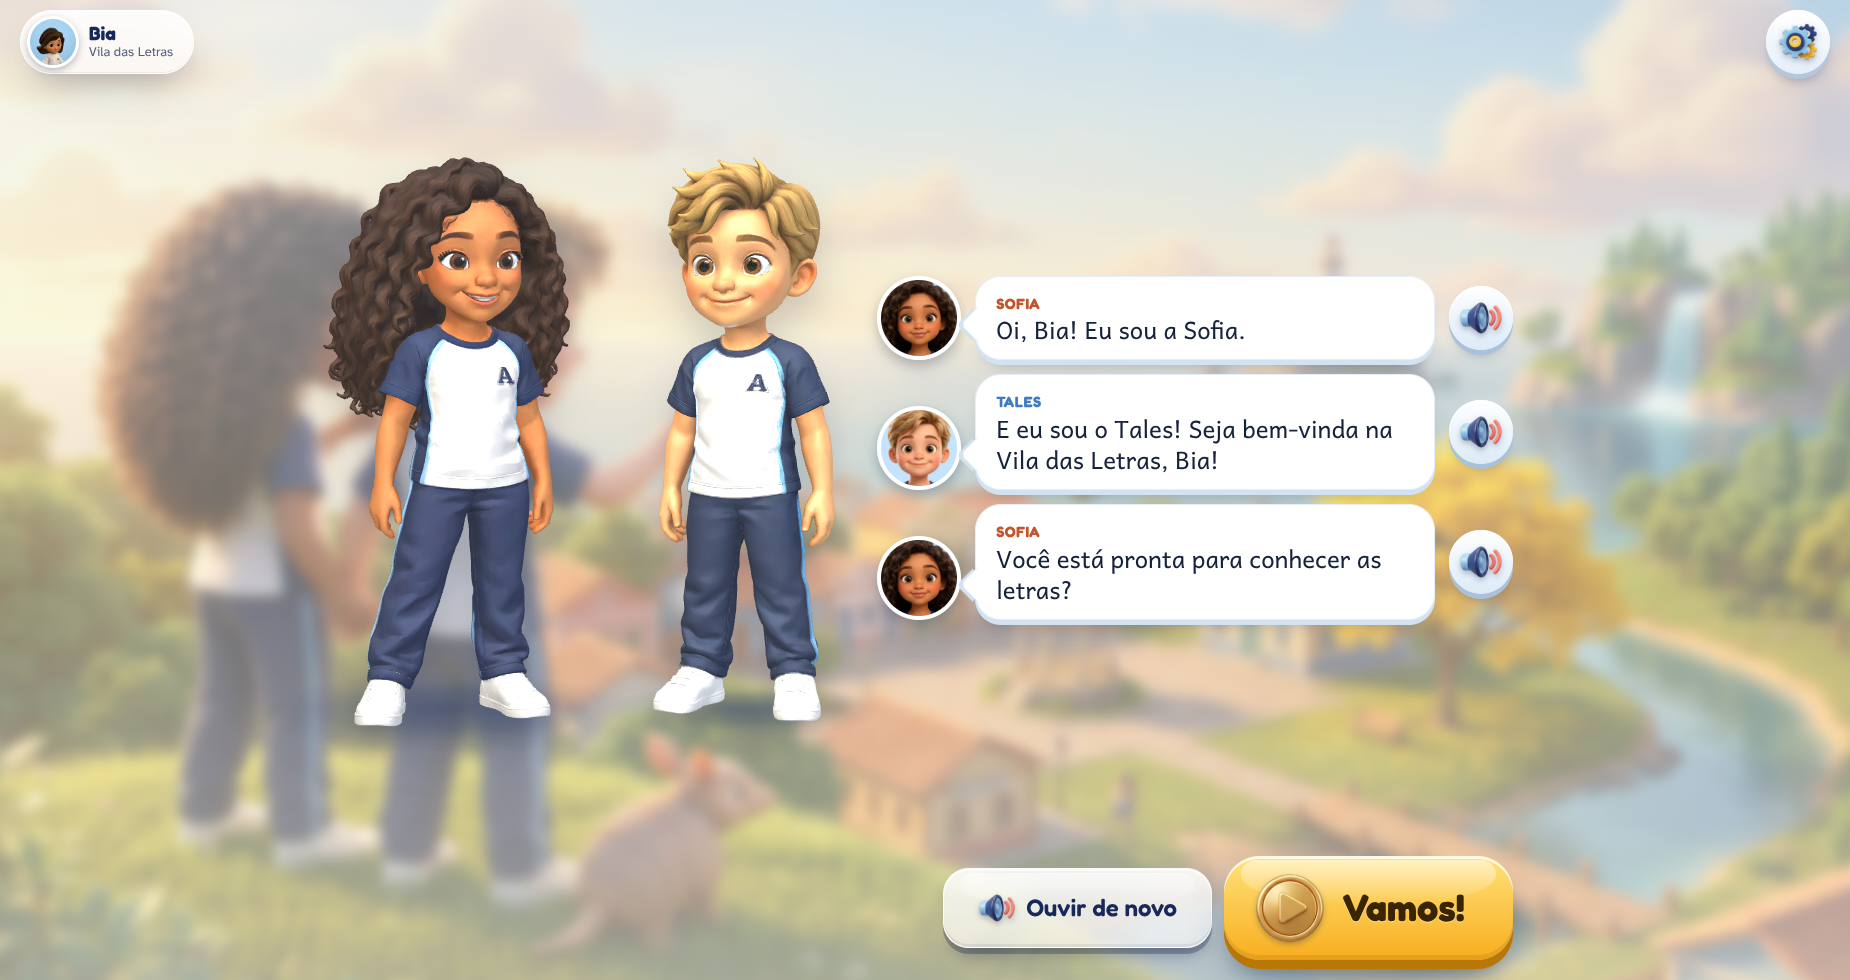 Bia
Vila das Letras
A
A
SOFIA
Oi, Bia! Eu sou a Sofia.
TALES
E eu sou o Tales! Seja bem-vinda na
Vila das Letras, Bia!
SOFIA
Você está pronta para conhecer as
letras?
Ouvir de novo
Vamos!